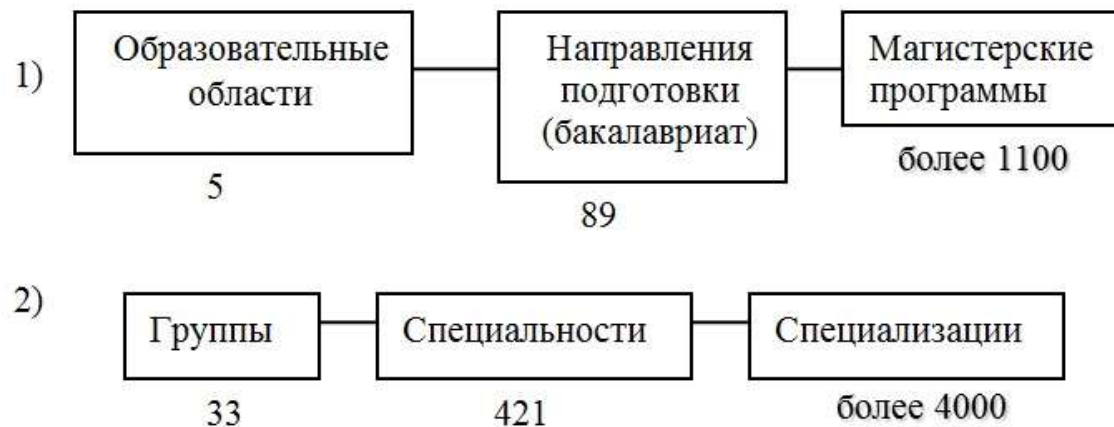 1)
Образовательные
области
5
Направления
подготовки
(бакалавриат)
89
Магистерские
программы
более 1100
2)
Группы
33
Специальности
421
Специализации
более 4000